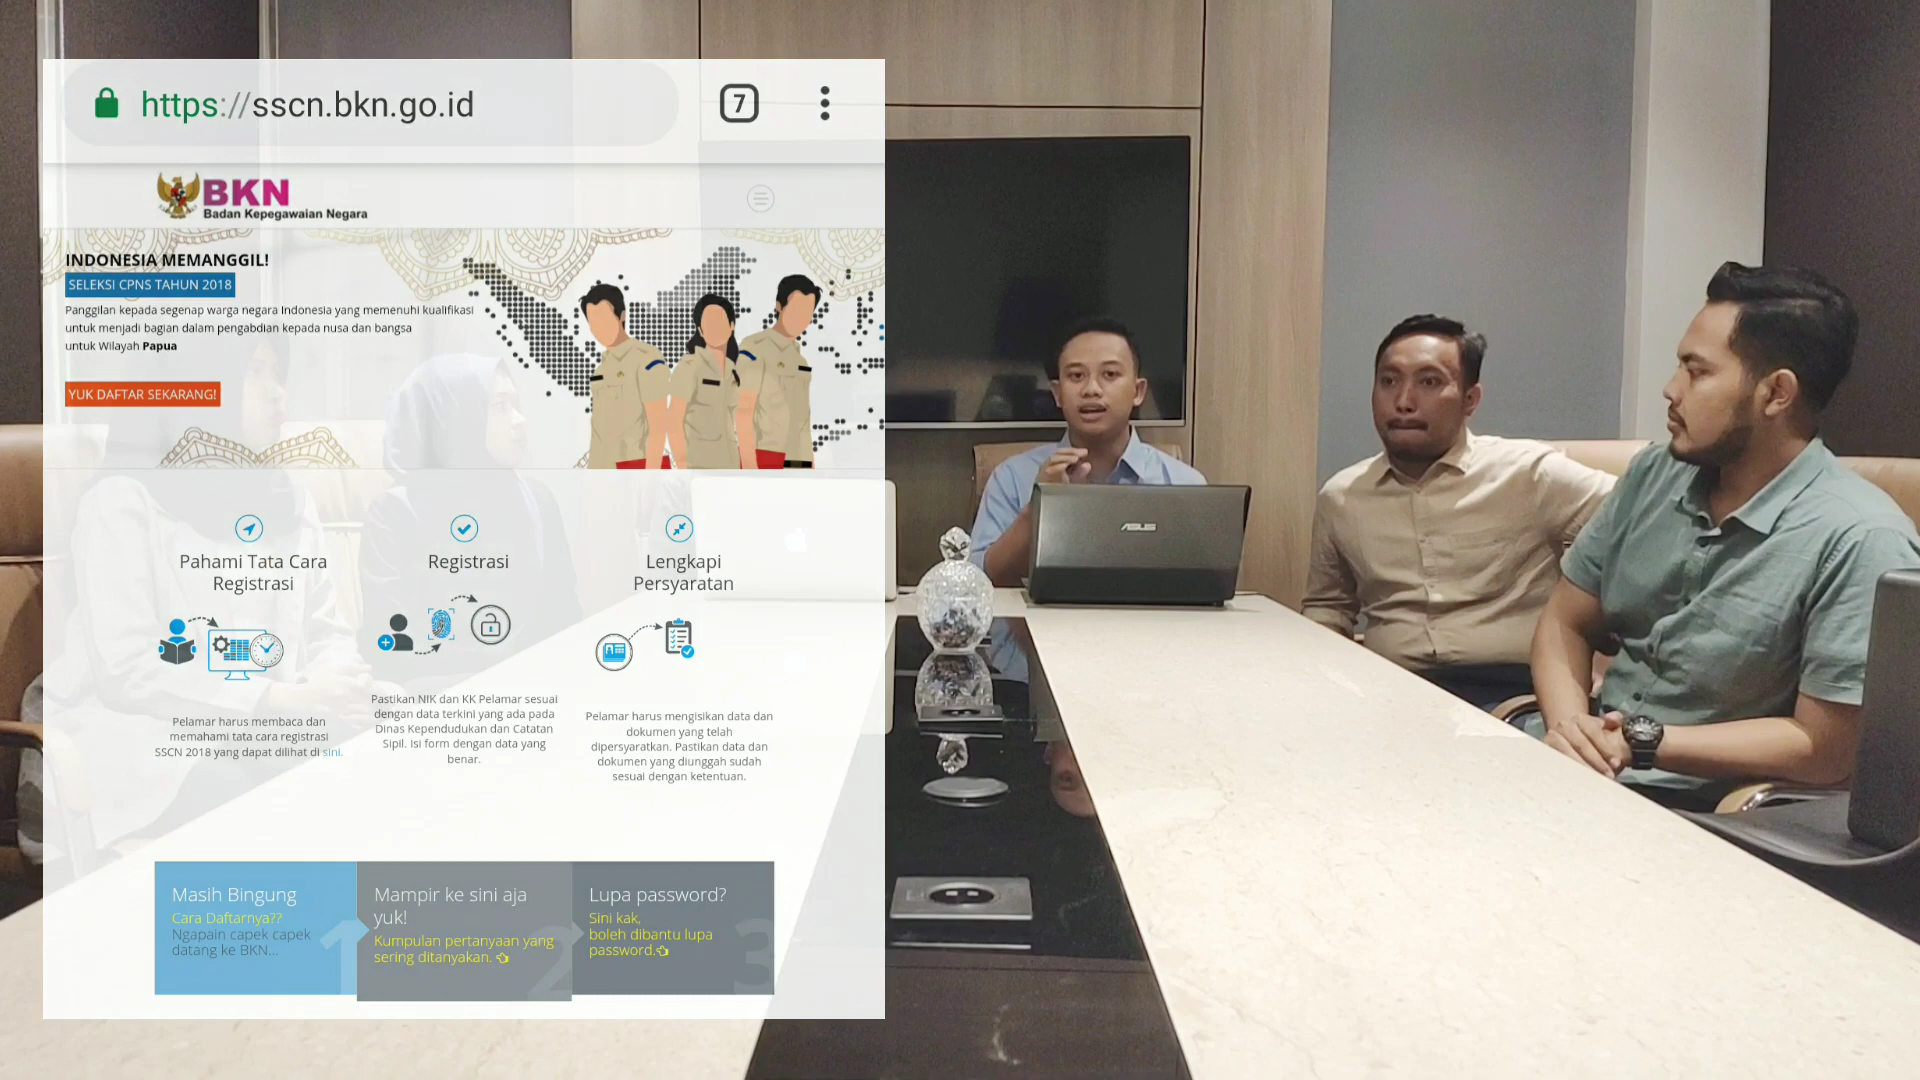 https://sscn.bkn.go.id
7
BKN
Badan Kepegawaian Negara
INDONESIA MEMANGGIL!
SELEKSI CPNS TAHUN 2018
Panggilan kepada segenap warga negara Indonesia yang memenuhi kualifikasi
untuk menjadi bagian dalam pengabdian kepada nusa dan bangsa
untuk Wilayah Papua
YUK DAFTAR SEKARANG!
Pahami Tata Cara
Registrasi
Pelamar harus membaca dan
memahami tata cara registrasi
SSCN 2018 yang dapat dilihat di sini.
Registrasi
Pastikan NIK dan KK Pelamar sesuai
dengan data terkini yang ada pada
Dinas Kependudukan dan Catatan
Sipil. Isi form dengan data yang
benar.
Lengkapi
Persyaratan
Pelamar harus mengisikan data dan
dokumen yang telah
dipersyaratkan. Pastikan data dan
dokumen yang diunggah sudah
sesuai dengan ketentuan.
Masih Bingung
Cara Daftarnya??
Ngapain capek capek
datang ke BKN...
1
Mampir ke sini aja
yuk!
Kumpulan pertanyaan yang
sering ditanyakan.
2
Lupa password?
Sini kak,
boleh dibantu lupa
password.
3
ASUS